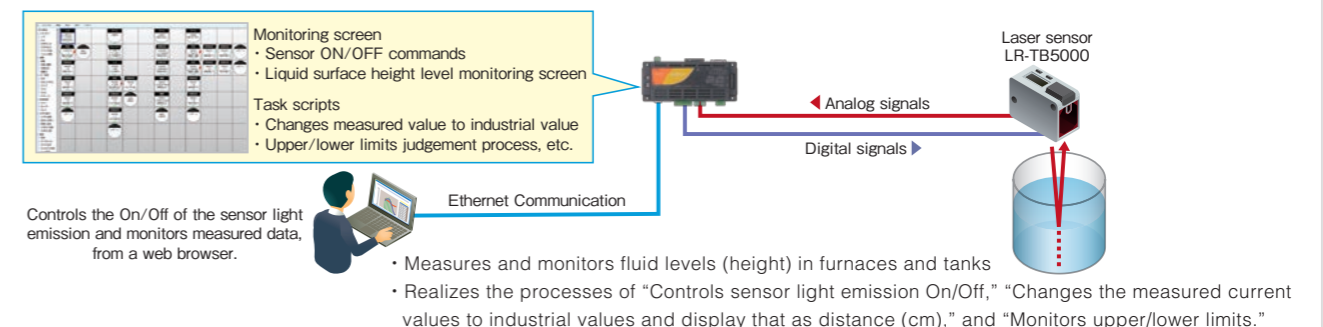 Monitoring screen
・Sensor ON/OFF commands
・Liquid surface height level monitoring screen
Task scripts
・Changes measured value to industrial value
・Upper/lower limits judgement process, etc.
Laser sensor
LR-TB5000
Analog signals
Digital signals
Ethernet Communication
Controls the On/Off of the sensor light
emission and monitors measured data,
from a web browser.
・Measures and monitors fluid levels (height) in furnaces and tanks
・Realizes the processes of “Controls sensor light emission On/Off,” “Changes the measured current
values to industrial values and display that as distance (cm),” and “Monitors upper/lower limits.”